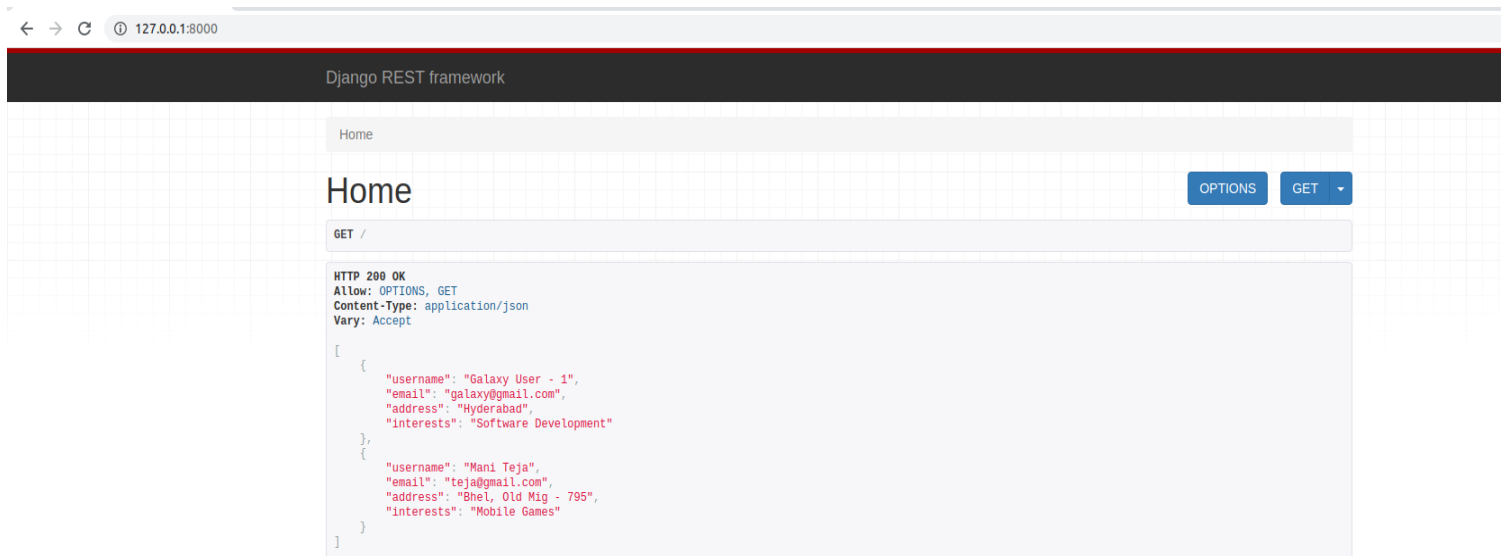 127.0.0.1:8000
Django REST framework
Home
Home
OPTIONS GET
GET /
HTTP 200 OK
Allow: OPTIONS, GET
Content-Type: application/json
Vary: Accept
[
    {
        "username": "Galaxy User - 1",
        "email": "galaxy@gmail.com",
        "address": "Hyderabad",
        "interests": "Software Development"
    },
    {
        "username": "Mani Teja",
        "email": "teja@gmail.com",
        "address": "Bhel, Old Mig - 795",
        "interests": "Mobile Games"
    }
]